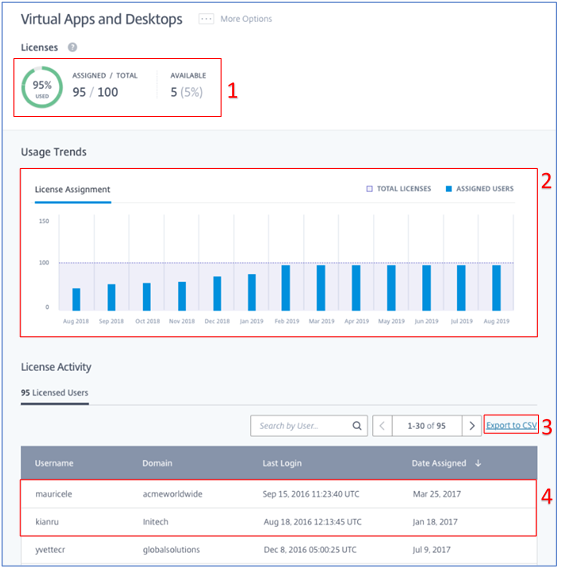 Virtual Apps and Desktops ... More Options
Licenses ?
95% USED
ASSIGNED / TOTAL AVAILABLE
95 / 100 5 (5%)
1
Usage Trends
2
License Assignment TOTAL LICENSES ASSIGNED USERS
150
100
0
Aug 2018 Sep 2018 Oct 2018 Nov 2018 Dec 2018 Jan 2019 Feb 2019 Mar 2019 Apr 2019 May 2019 Jun 2019 Jul 2019 Aug 2019
License Activity
95 Licensed Users
Search by User.. 1-30 of 95 Export to CSV 3
Username Domain Last Login Date Assigned ↓
mauricele acmeworldwide Sep 15, 2016 11:23:40 UTC Mar 25. 2017
4
kianru Initech Aug 18, 2016 12:13:45 UTC Jan 18, 2017
yvettecr globalsolutions Dec 8, 2016 05:00:25 UTC Jul 9, 2017